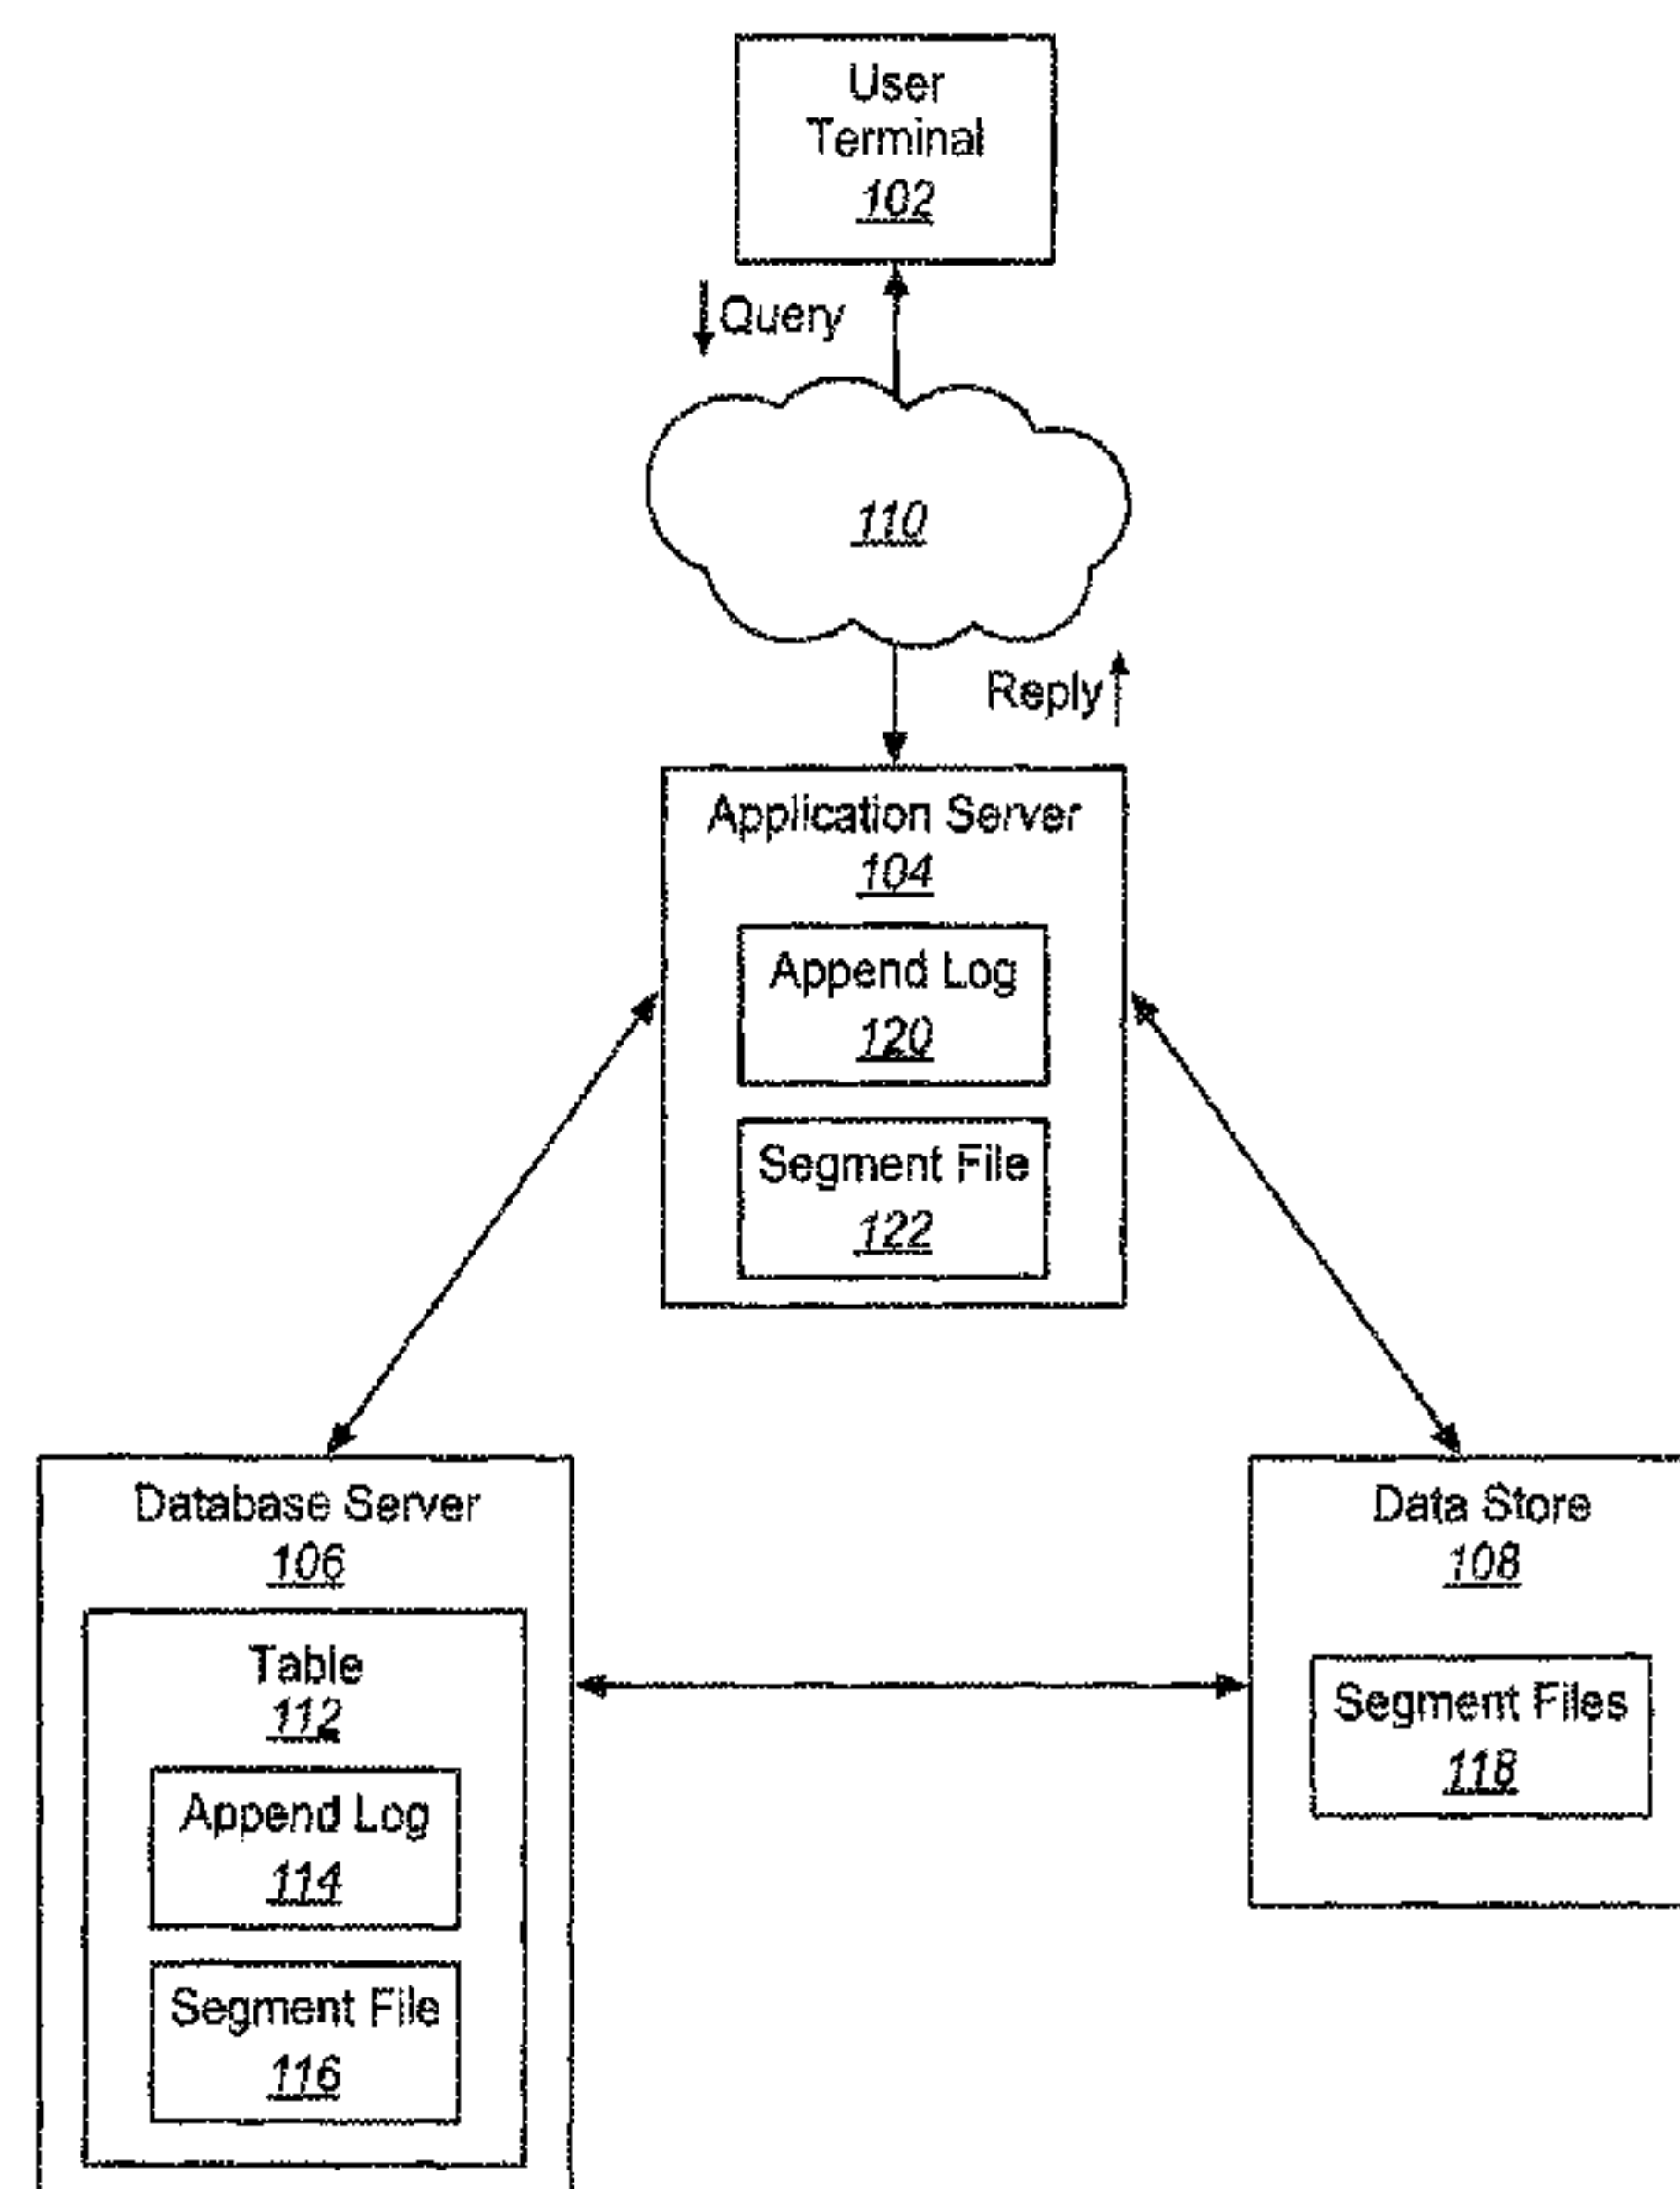 User
Terminal
102
Query
110
Reply
Application Server
104
Append Log
120
Segment File
122
Database Server
106
Table
112
Append Log
114
Segment File
116
Data Store
108
Segment Files
118